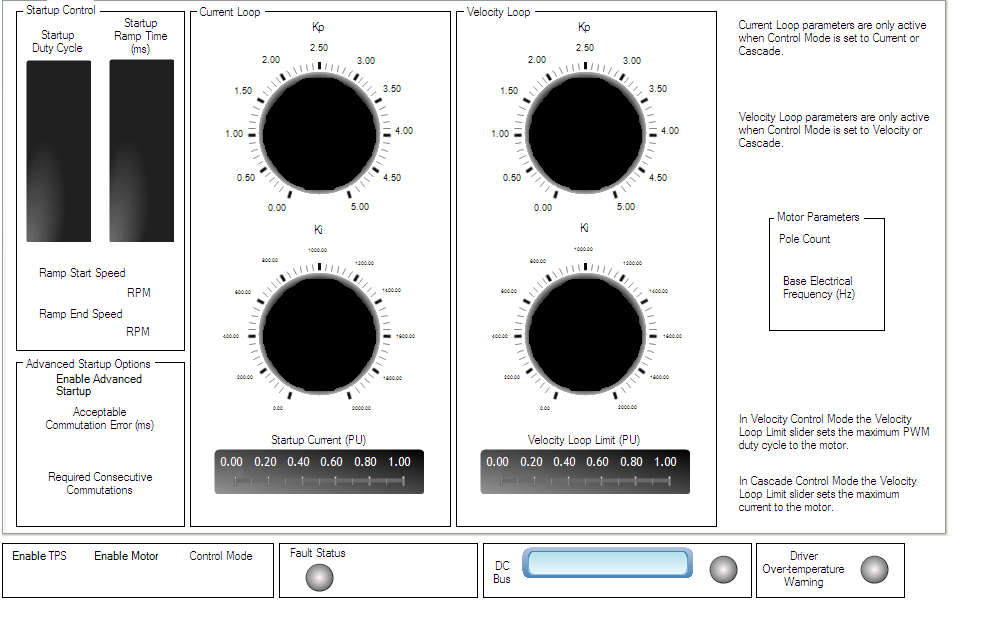 Startup Control
Startup
Duty Cycle
Startup
Ramp Time
(ms)
Ramp Start Speed
RPM
Ramp End Speed
RPM
Advanced Startup Options
Enable Advanced
Startup
Acceptable
Commutation Error (ms)
Required Consecutive
Commutations
Current Loop
Kp
2.50
2.00
3.00
1.50
3.50
1.00
4.00
0.50
4.50
0.00
5.00
Ki
1000.00
800.00
1200.00
600.00
1400.00
400.00
1600.00
200.00
1800.00
0.00
2000.00
Startup Current (PU)
0.00 0.20 0.40 0.60 0.80 1.00
Velocity Loop
Kp
2.50
2.00
3.00
1.50
3.50
1.00
4.00
0.50
4.50
0.00
5.00
Ki
1000.00
800.00
1200.00
600.00
1400.00
400.00
1600.00
200.00
1800.00
0.00
2000.00
Velocity Loop Limit (PU)
0.00 0.20 0.40 0.60 0.80 1.00
Current Loop parameters are only active
when Control Mode is set to Current or
Cascade.
Velocity Loop parameters are only active
when Control Mode is set to Velocity or
Cascade.
Motor Parameters
Pole Count
Base Electrical
Frequency (Hz)
In Velocity Control Mode the Velocity
Loop Limit slider sets the maximum PWM
duty cycle to the motor.
In Cascade Control Mode the Velocity
Loop Limit slider sets the maximum
current to the motor.
Enable TPS
Enable Motor
Control Mode
Fault Status
DC
Bus
Driver
Over-temperature
Warning